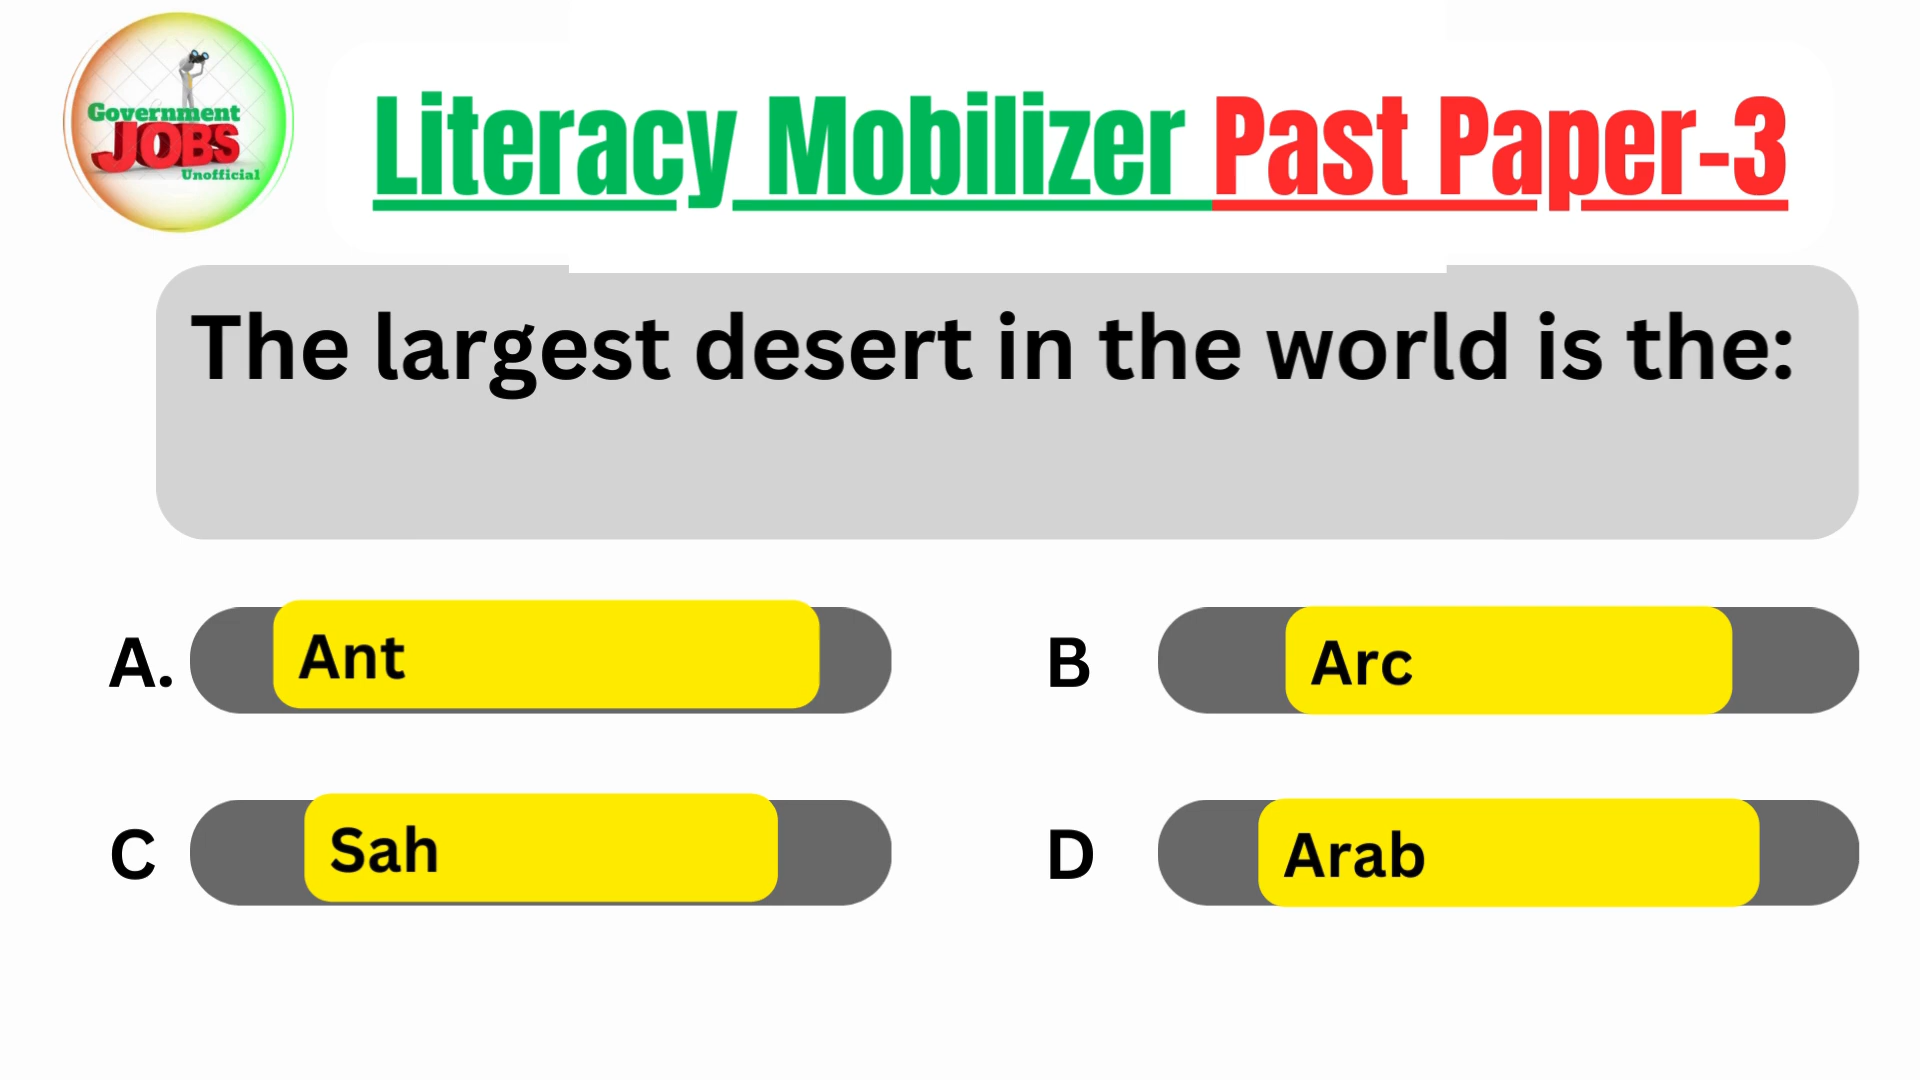 Government
JOBS
Unofficial
Literacy Mobilizer Past Paper-3
The largest desert in the world is the:
A. Ant
B Arc
C Sah
D Arab